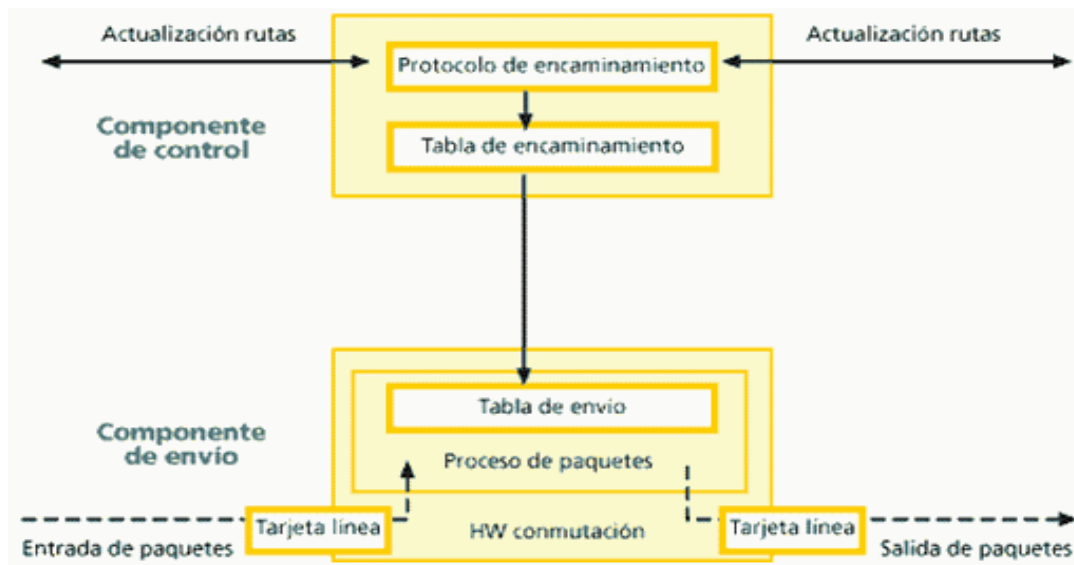 Actualización rutas
Actualización rutas
Protocolo de encaminamiento
Componente
de control
Tabla de encaminamiento
Tabla de envio
Componente
de envío
Proceso de paquetes
Tarjeta línea
HW conmutación
Tarjeta línea
Entrada de paquetes
Salida de paquetes